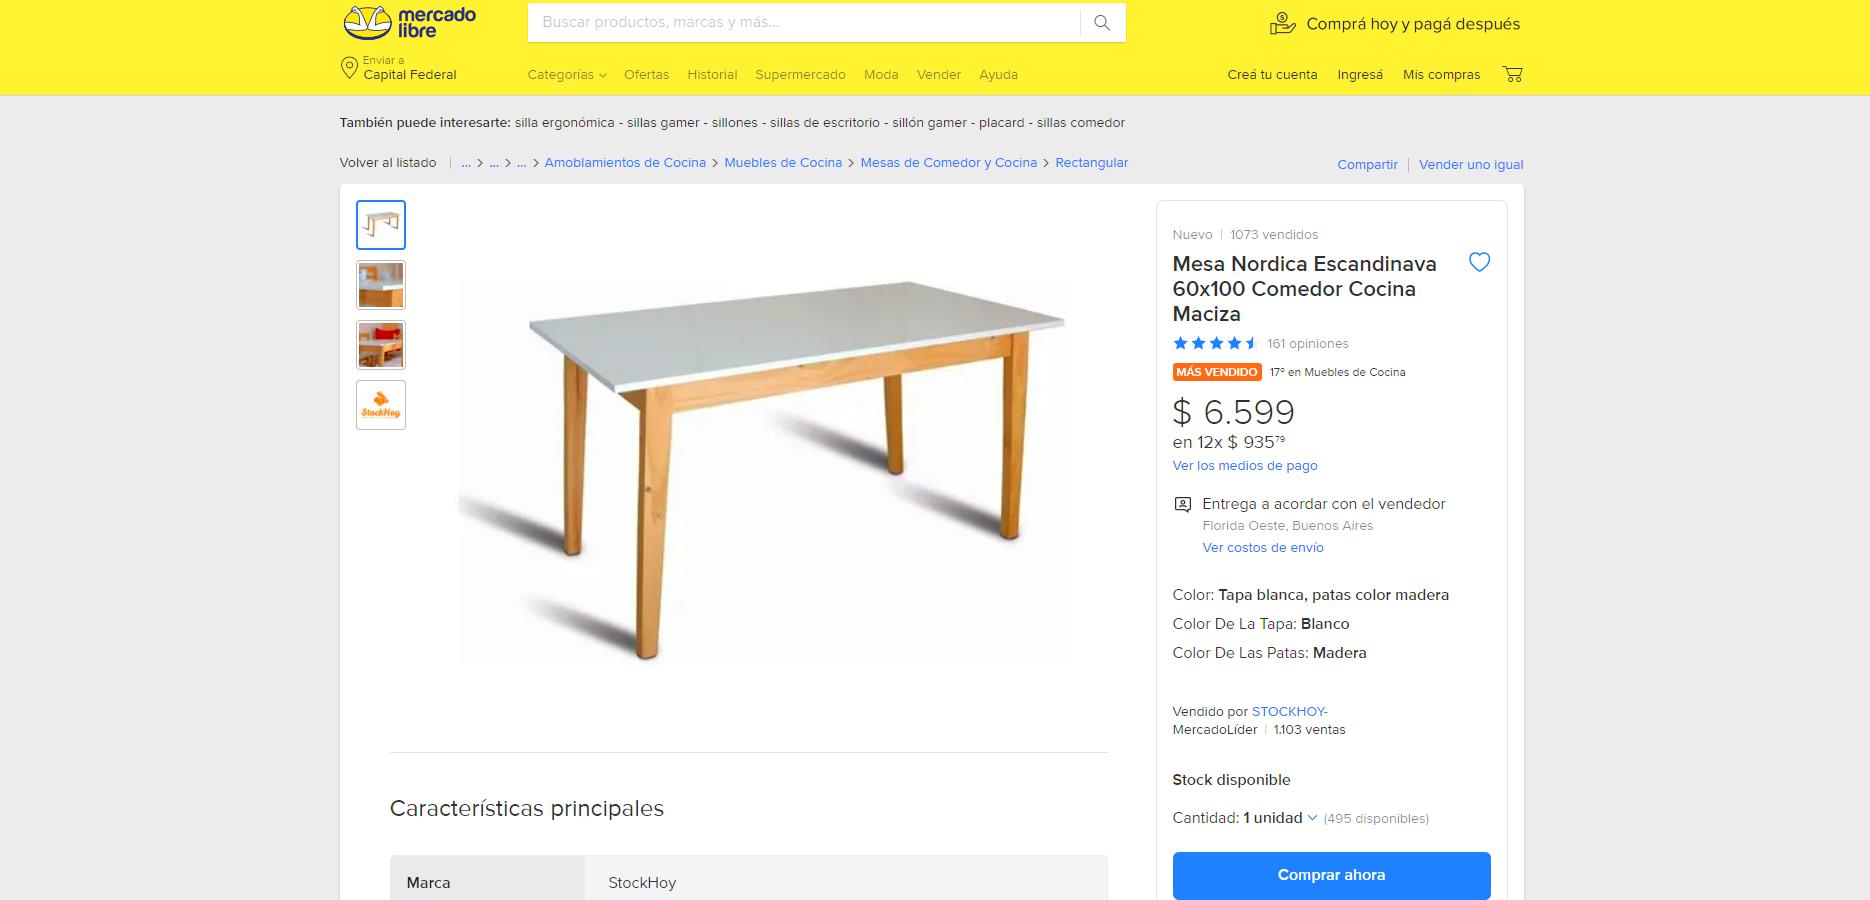 mercado
libre
Buscar productos, marcas y más...
Comprá hoy y pagá después
Enviar a
Capital Federal
Categorías
Ofertas
Historial
Supermercado
Moda
Vender
Ayuda
Creá tu cuenta
Ingresá
Mis compras
También puede interesarte: silla ergonómica - sillas gamer - sillones - sillas de escritorio - sillón gamer - placard - sillas comedor
Volver al listado | ... > ... > ... > Amoblamientos de Cocina > Muebles de Cocina > Mesas de Comedor y Cocina > Rectangular
Compartir | Vender uno igual
StockHoy
Nuevo | 1073 vendidos
Mesa Nordica Escandinava
60x100 Comedor Cocina
Maciza
161 opiniones
MÁS VENDIDO 17º en Muebles de Cocina
$ 6.599
en 12x $ 93579
Ver los medios de pago
Entrega a acordar con el vendedor
Florida Oeste, Buenos Aires
Ver costos de envío
Color: Tapa blanca, patas color madera
Color De La Tapa: Blanco
Color De Las Patas: Madera
Vendido por STOCKHOY-
MercadoLíder | 1.103 ventas
Stock disponible
Cantidad: 1 unidad (495 disponibles)
Comprar ahora
Características principales
Marca StockHoy